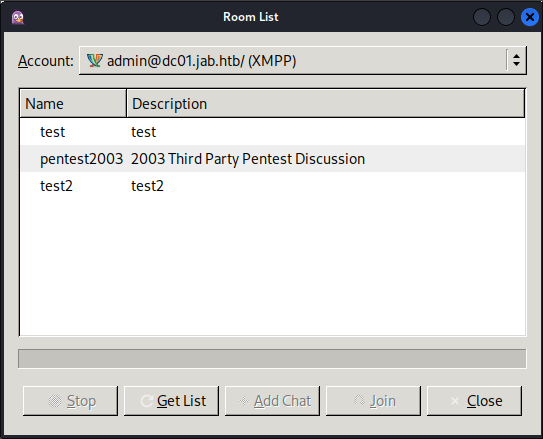 Room List
Account: admin@dc01.jab.htb/ (XMPP)
Name Description
test test
pentest2003 2003 Third Party Pentest Discussion
test2 test2
Stop Get List Add Chat Join Close